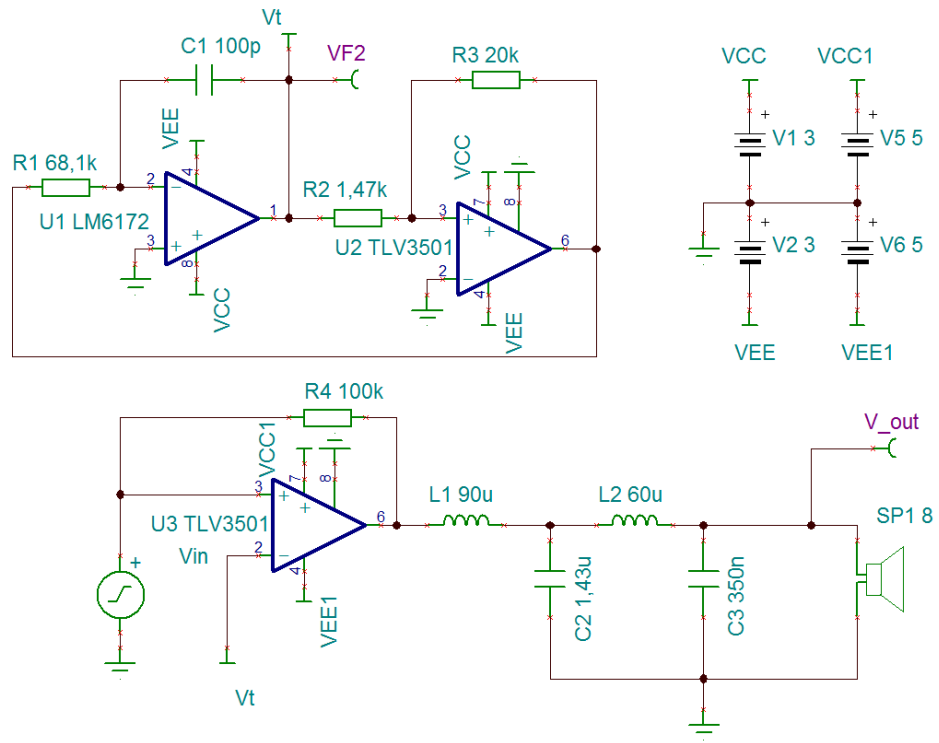 Vt
C1 100p
VF2
R3 20k
VCC
VCC1
VEE
4
+
V1 3
+
V5 5
R1 68,1k
VCC
2
−
1
R2 1,47k
7
8
3
+
+
U1 LM6172
U2 TLV3501
6
3
+
+
8
2
−
4
+
V2 3
+
V6 5
VCC
VEE
VEE
VEE1
R4 100k
V_out
VCC1
7
8
3
+
+
L1 90u
L2 60u
U3 TLV3501
6
SP1 8
Vin
2
−
4
+
C2 1,43u
C3 350n
VEE1
Vt